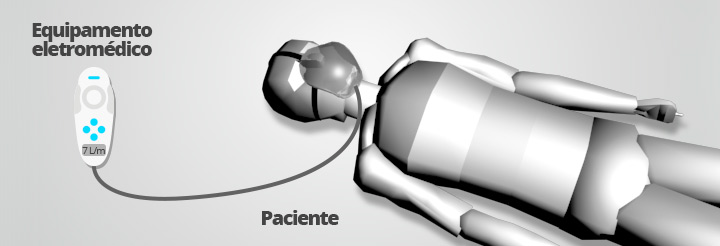 Equipamento
eletromédico
7 L/m
Paciente